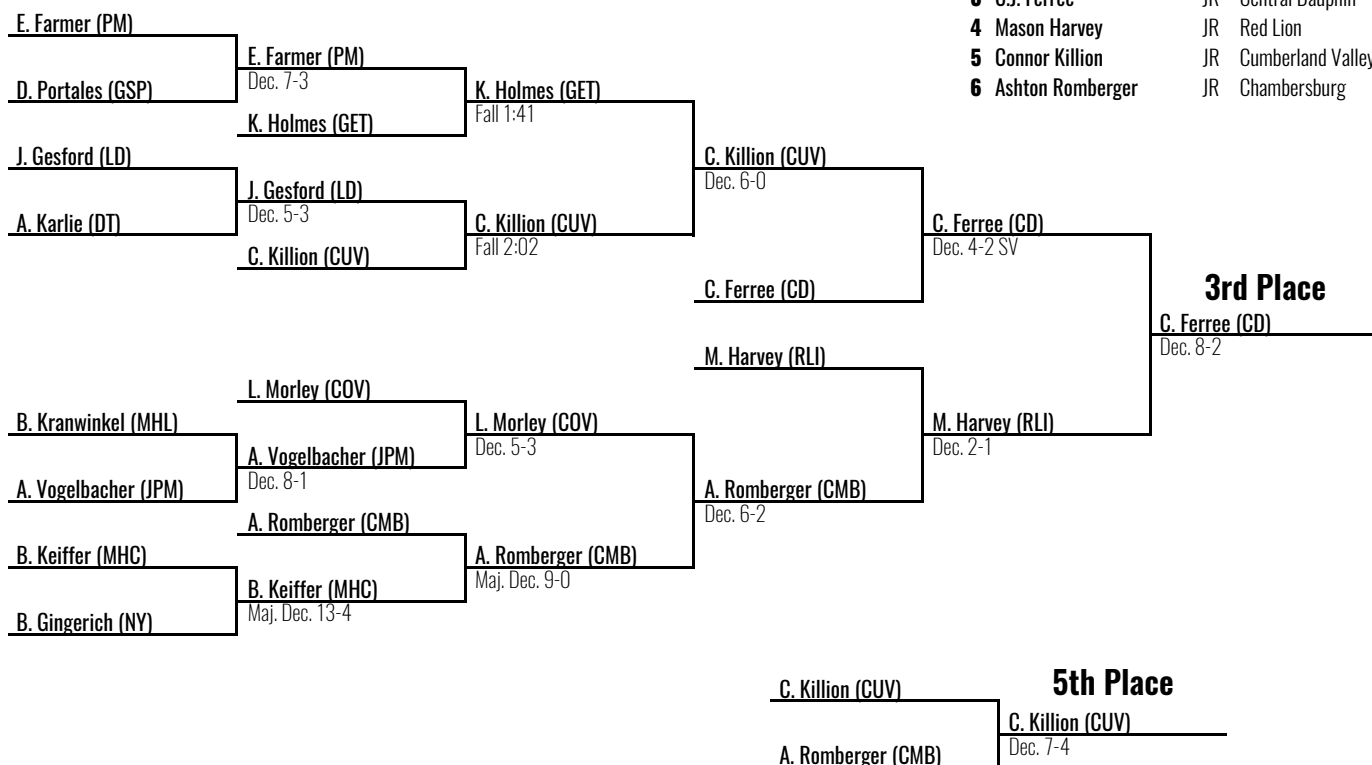 3 C.J. Ferree JR Central Dauphin
4 Mason Harvey JR Red Lion
5 Connor Killion JR Cumberland Valley
6 Ashton Romberger JR Chambersburg
E. Farmer (PM)
D. Portales (GSP)
J. Gesford (LD)
A. Karlie (DT)
B. Kranwinkel (MHL)
A. Vogelbacher (JPM)
B. Keiffer (MHC)
B. Gingerich (NY)
E. Farmer (PM)
Dec. 7-3
K. Holmes (GET)
J. Gesford (LD)
Dec. 5-3
C. Killion (CUV)
L. Morley (COV)
A. Vogelbacher (JPM)
Dec. 8-1
A. Romberger (CMB)
B. Keiffer (MHC)
Maj. Dec. 13-4
K. Holmes (GET)
Fall 1:41
C. Killion (CUV)
Fall 2:02
L. Morley (COV)
Dec. 5-3
A. Romberger (CMB)
Maj. Dec. 9-0
C. Killion (CUV)
Dec. 6-0
C. Ferree (CD)
M. Harvey (RLI)
A. Romberger (CMB)
Dec. 6-2
C. Ferree (CD)
Dec. 4-2 SV
M. Harvey (RLI)
Dec. 2-1
3rd Place
C. Ferree (CD)
Dec. 8-2
5th Place
C. Killion (CUV)
A. Romberger (CMB)
C. Killion (CUV)
Dec. 7-4